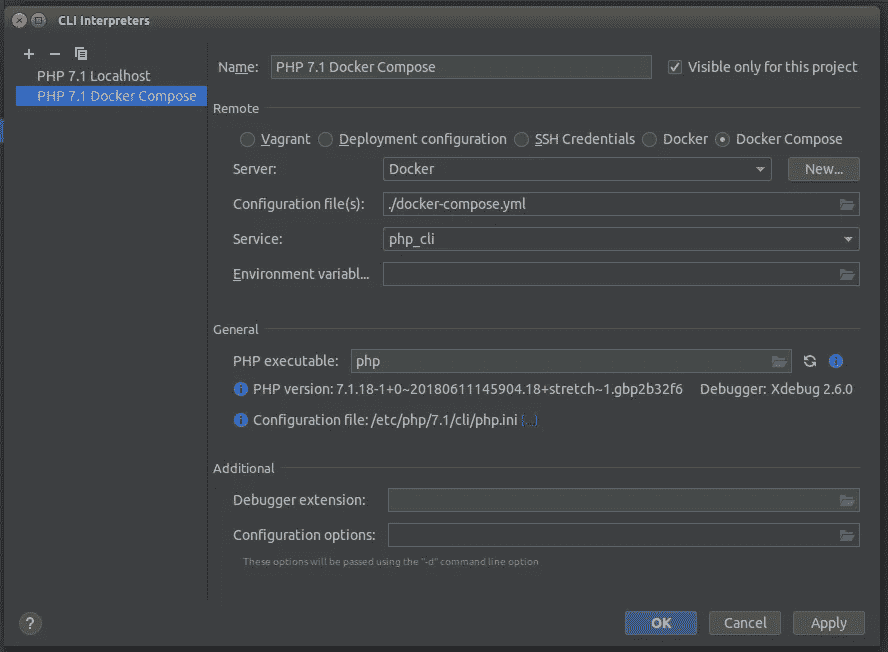 CLI Interpreters
PHP 7.1 Localhost
PHP 7.1 Docker Compose
Name: PHP 7.1 Docker Compose Visible only for this project
Remote
Vagrant Deployment configuration SSH Credentials Docker Docker Compose
Server: Docker New...
Configuration file(s): ./docker-compose.yml
Service: php_cli
Environment variabl...
General
PHP executable: php
PHP version: 7.1.18-1+0~20180611145904.18+stretch~1.gbp2b32f6 Debugger: Xdebug 2.6.0
Configuration file: /etc/php/7.1/cli/php.ini [...]
Additional
Debugger extension:
Configuration options:
These options will be passed using the "-d" command line option
? OK Cancel Apply